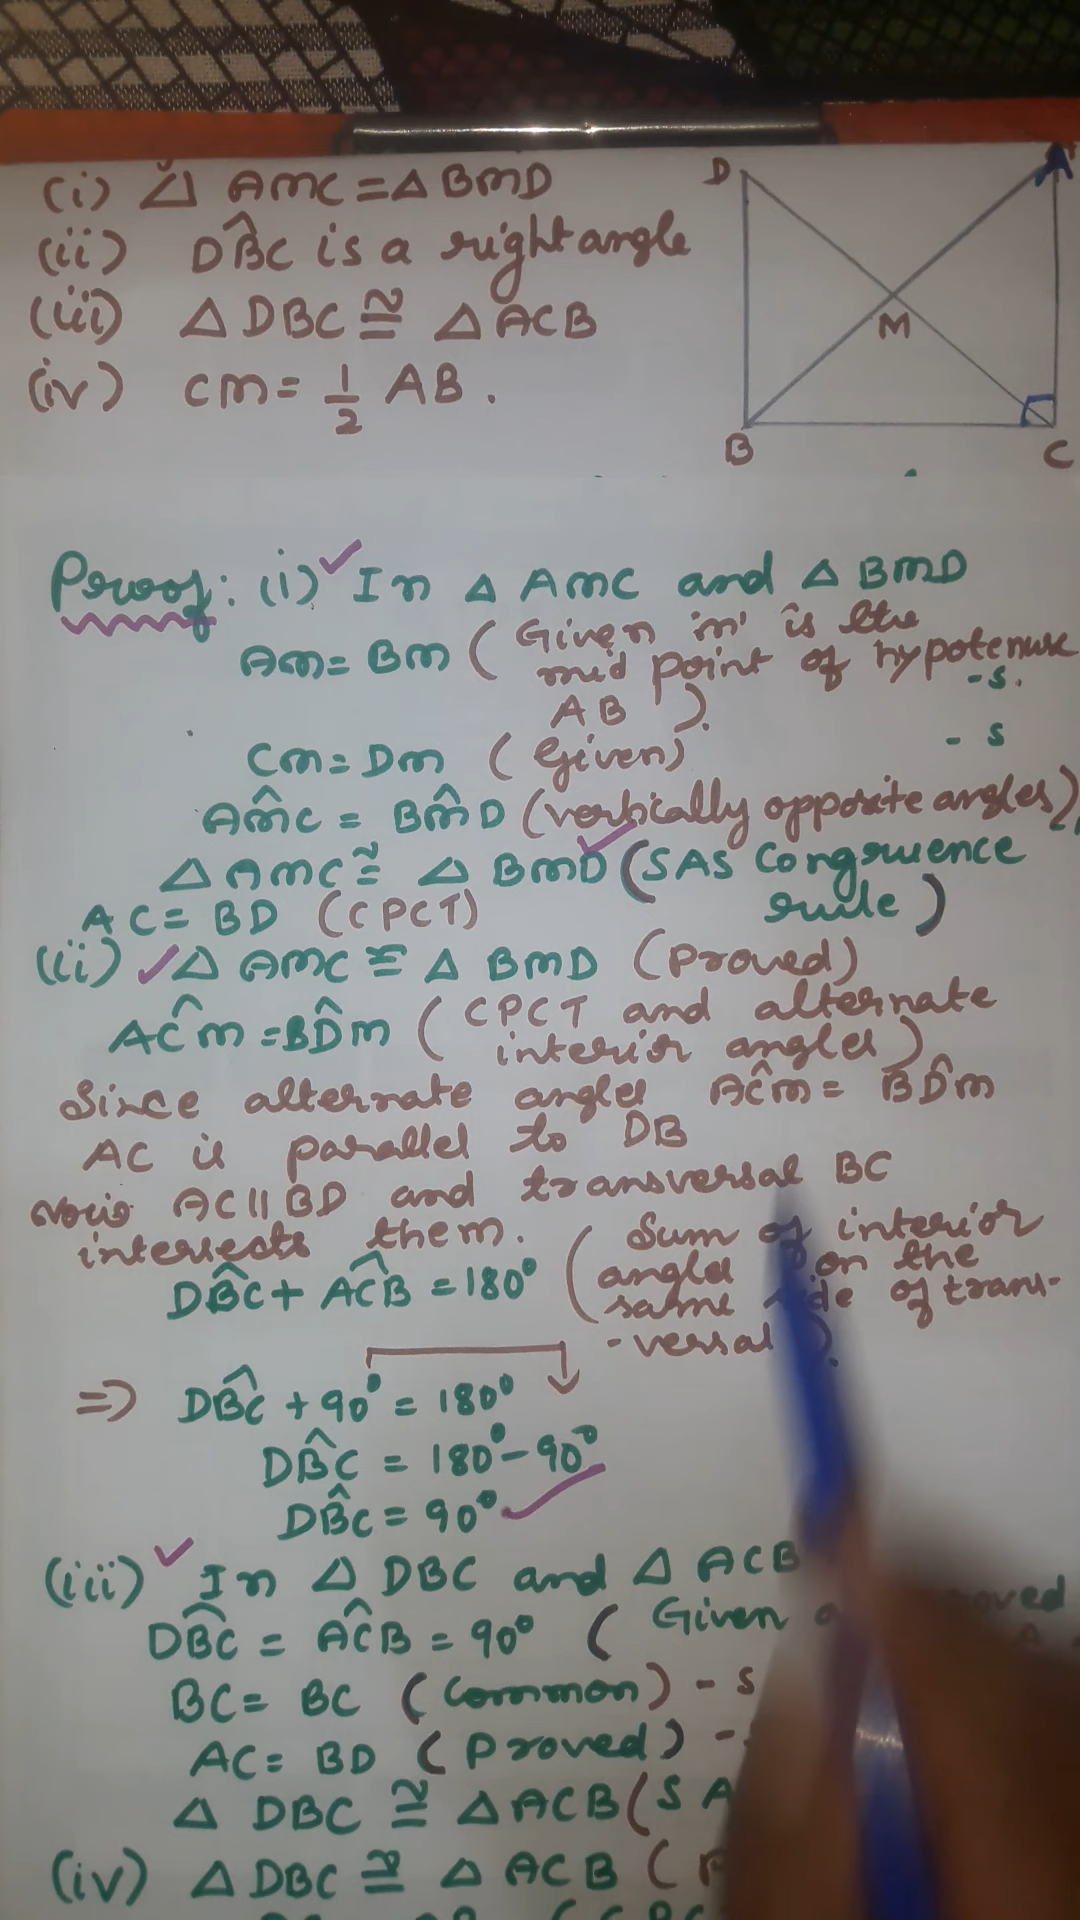 (i) △ AMC = △ BMD
(ii) DB̂C is a right angle
(iii) △ DBC ≅ △ ACB
(iv) CM = 1/2 AB.
D
A
M
B
C
Proof: (i) In △ AMC and △ BMD
AM = BM (Given 'm' is the
mid point of hypotenuse
- S.
AB).
CM = DM (Given) - S
AM̂C = BM̂D (vertically opposite angles)
△ AMC ≅ △ BMD (SAS Congruence
rule)
AC = BD (CPCT)
(ii) △ AMC ≅ △ BMD (Proved)
AĈM = BD̂M (CPCT and alternate
interior angles)
Since alternate angles AĈM = BD̂M
AC is parallel to DB
Now AC || BD and transversal BC
intersects them.
DB̂C + AĈB = 180° (Sum of interior
angles on the
same side of trans-
-versal).
=> DB̂C + 90° = 180°
DB̂C = 180° - 90°
DB̂C = 90°
(iii) In △ DBC and △ ACB
DB̂C = AĈB = 90° (Given
BC = BC (Common) - S
AC = BD (Proved) -
△ DBC ≅ △ ACB (SA
(iv) △ DBC ≅ △ ACB (